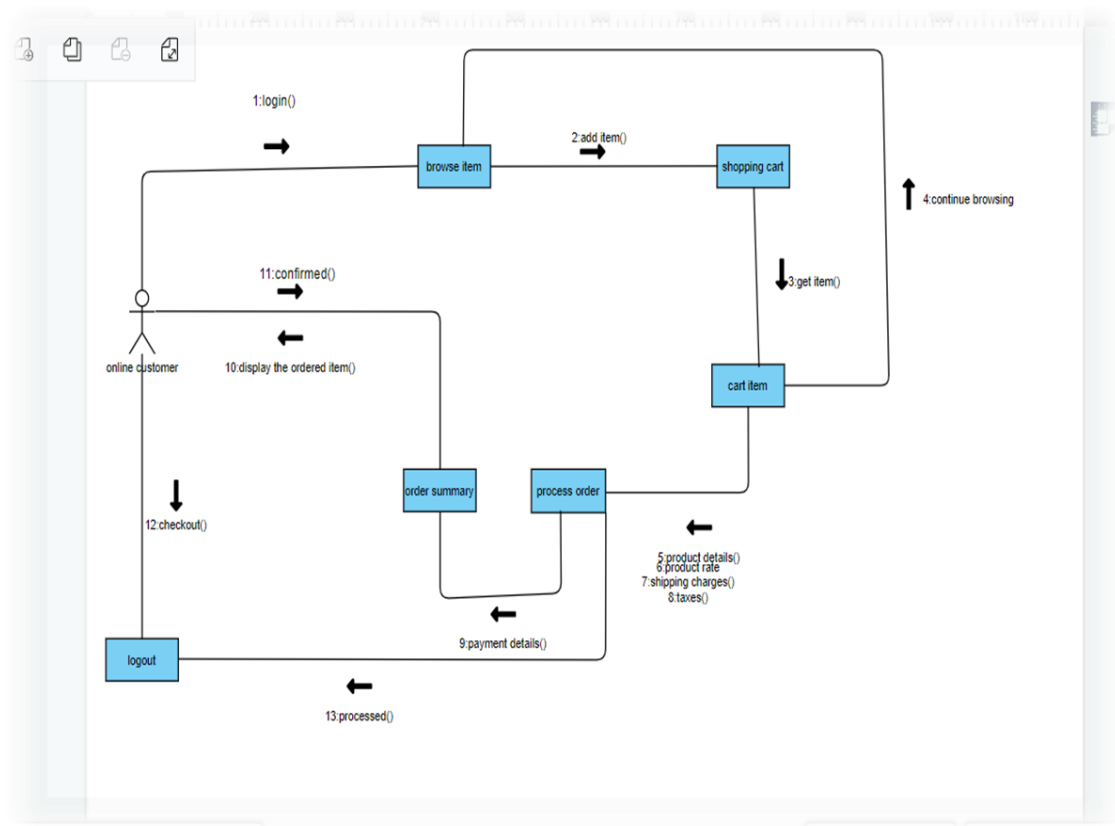 1:login()
2:add item()
browse item
shopping cart
4:continue browsing
11:confirmed()
3:get item()
online customer
10:display the ordered item()
cart item
order summary
process order
12:checkout()
5:product details()
6:product rate
7:shipping charges()
8:taxes()
9:payment details()
logout
13:processed()